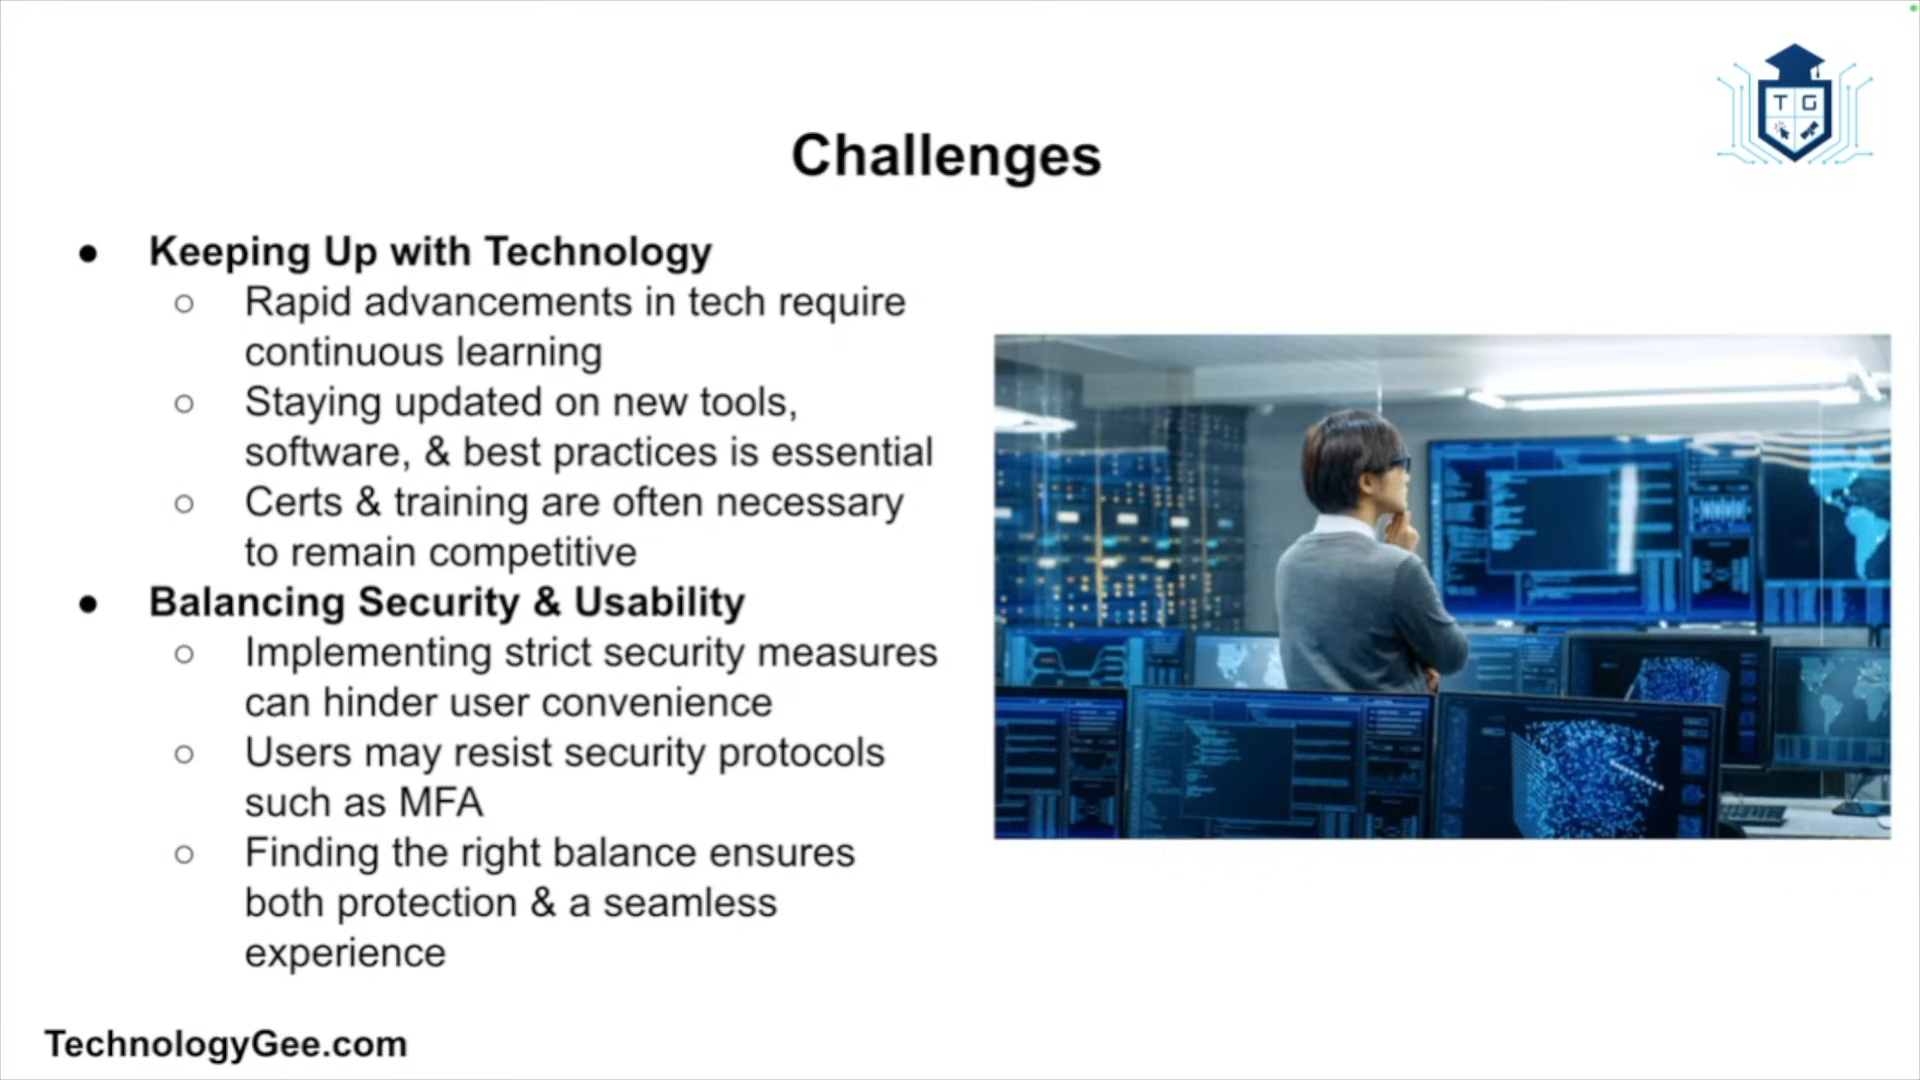 T G
Challenges
● Keeping Up with Technology
○ Rapid advancements in tech require
continuous learning
○ Staying updated on new tools,
software, & best practices is essential
○ Certs & training are often necessary
to remain competitive
● Balancing Security & Usability
○ Implementing strict security measures
can hinder user convenience
○ Users may resist security protocols
such as MFA
○ Finding the right balance ensures
both protection & a seamless
experience
TechnologyGee.com